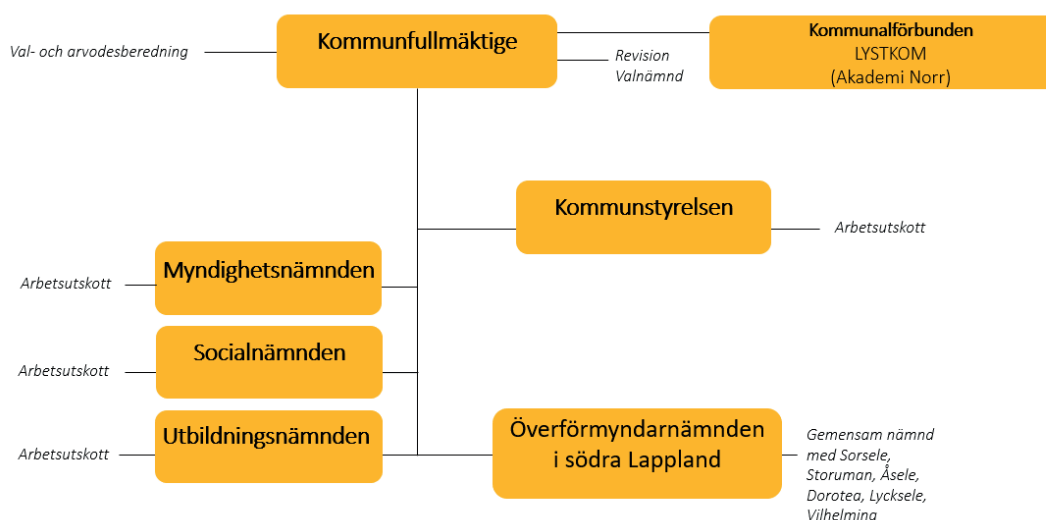 Val- och arvodesberedning
Kommunfullmäktige
Revision
Valnämnd
Kommunalförbunden
LYSTKOM
(Akademi Norr)
Kommunstyrelsen
Arbetsutskott
Arbetsutskott
Myndighetsnämnden
Arbetsutskott
Socialnämnden
Arbetsutskott
Utbildningsnämnden
Överförmyndarnämnden
i södra Lappland
Gemensam nämnd
med Sorsele,
Storuman, Åsele,
Dorotea, Lycksele,
Vilhelming